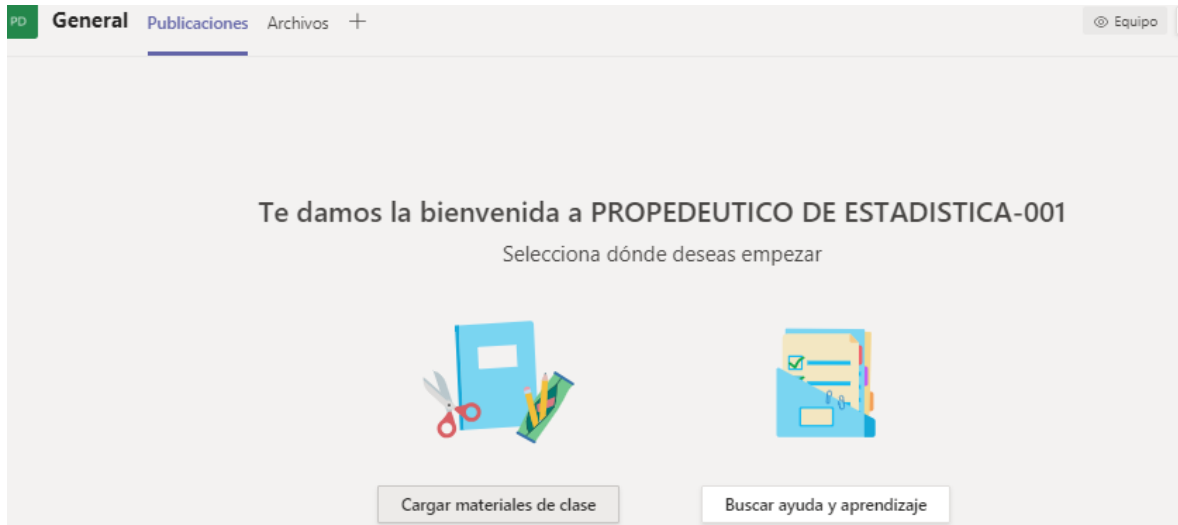 PD General Publicaciones Archivos + Equipo
Te damos la bienvenida a PROPEDEUTICO DE ESTADISTICA-001
Selecciona dónde deseas empezar
Cargar materiales de clase Buscar ayuda y aprendizaje